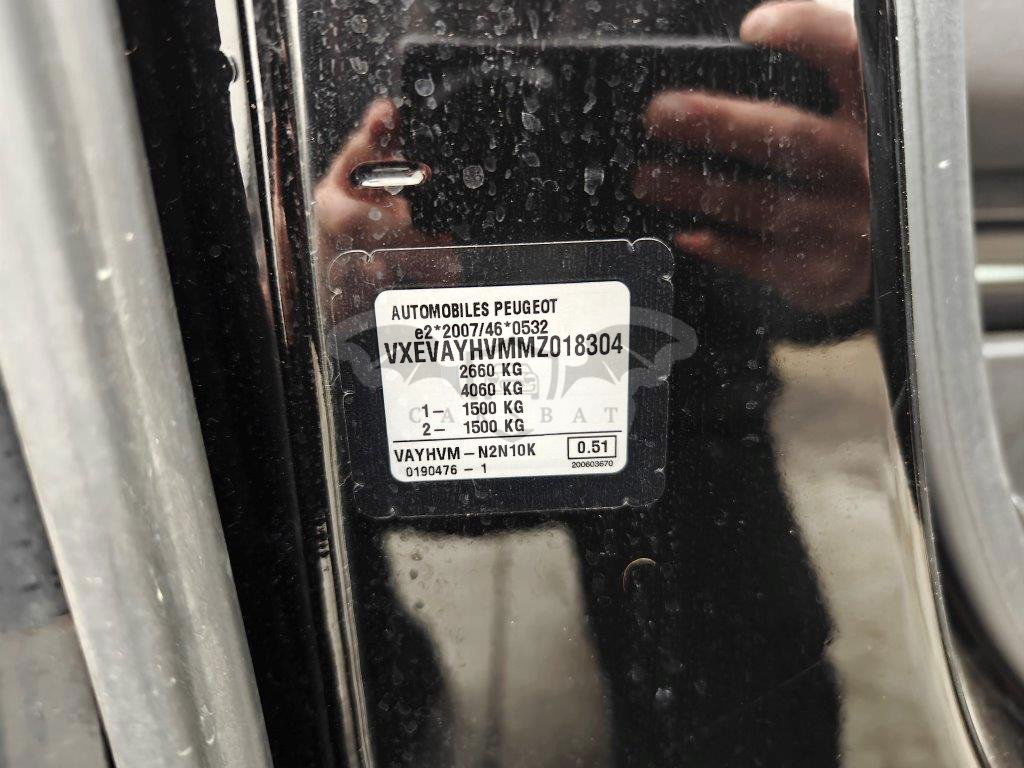 AUTOMOBILES PEUGEOT
e2*2007/46*0532
VXEVAYHVMMZ018304
2660 KG
4060 KG
1- 1500 KG
2- 1500 KG
CARBAT
VAYHVM-N2N10K 0.51
0190476-1 200603670